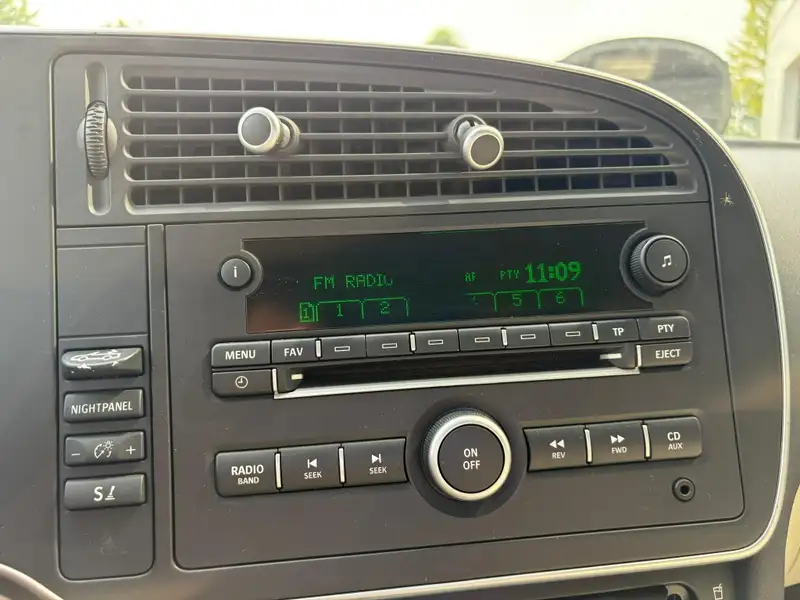 i
FM RADIO
AF PTY 11:09
1 1 2 5 6
MENU FAV TP PTY
EJECT
NIGHTPANEL
- +
S
RADIO BAND
SEEK
SEEK
ON
OFF
REV
FWD
CD
AUX